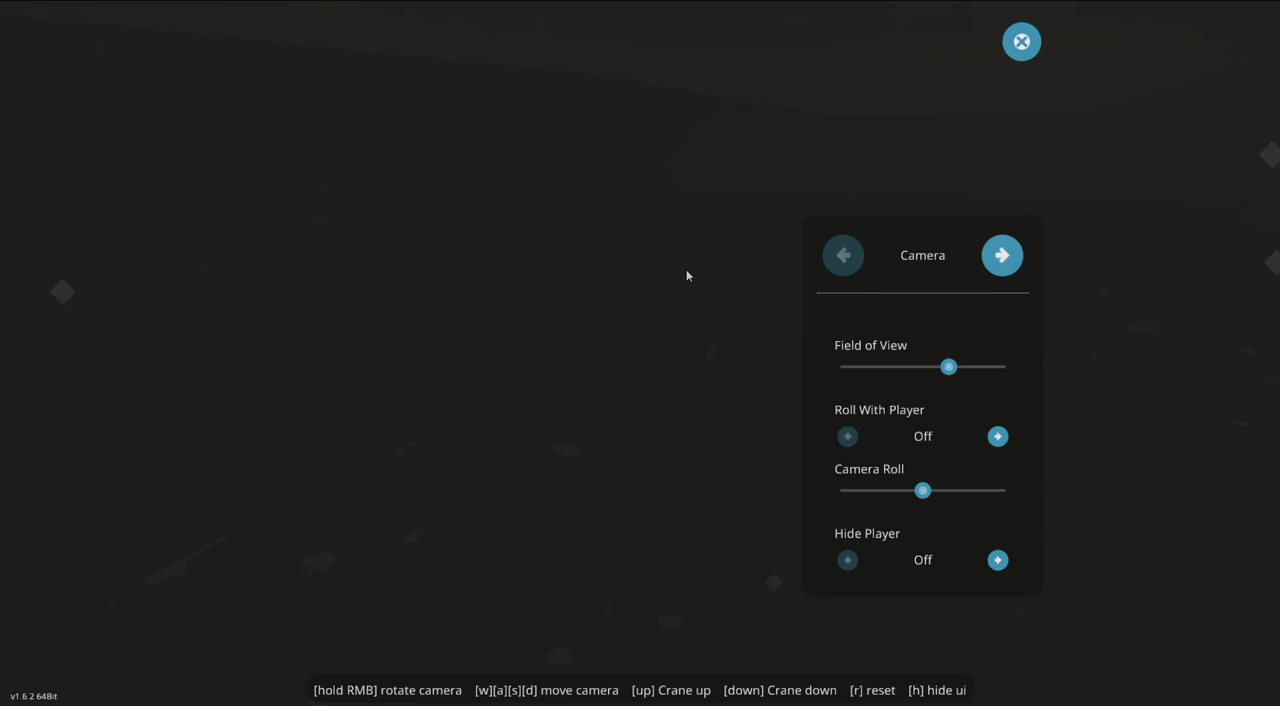 Camera
Field of View
Roll With Player
Off
Camera Roll
Hide Player
Off
v1.6.2 64Bit
[hold RMB] rotate camera [w][a][s][d] move camera [up] Crane up [down] Crane down [r] reset [h] hide ui